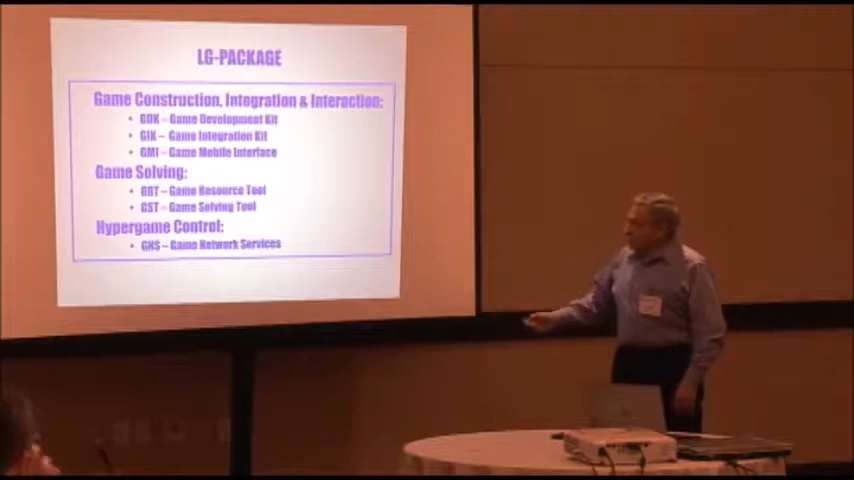 LG-PACKAGE
Game Construction, Integration & Interaction:
• GDK – Game Development Kit
• GIK – Game Integration Kit
• GMI – Game Mobile Interface
Game Solving:
• GRT – Game Resource Tool
• GST – Game Solving Tool
Hypergame Control:
• GNS – Game Network Services